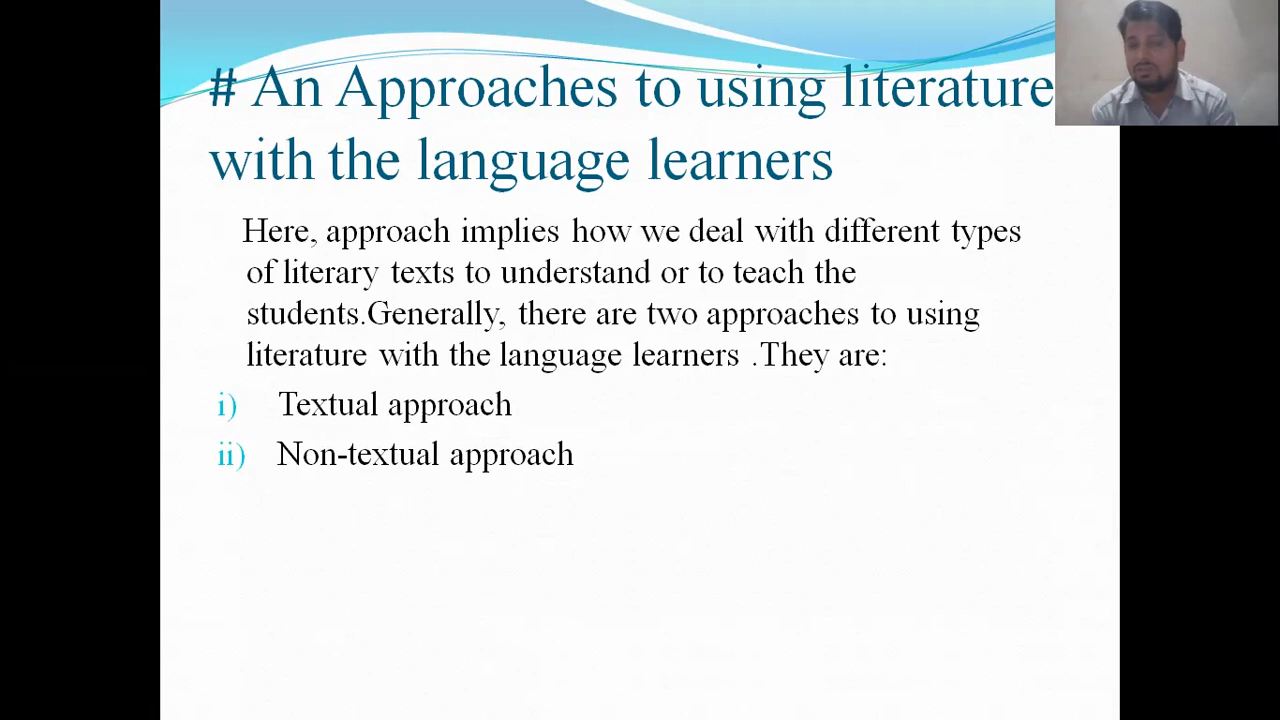 # An Approaches to using literature
with the language learners
Here, approach implies how we deal with different types
of literary texts to understand or to teach the
students.Generally, there are two approaches to using
literature with the language learners .They are:
i) Textual approach
ii) Non-textual approach